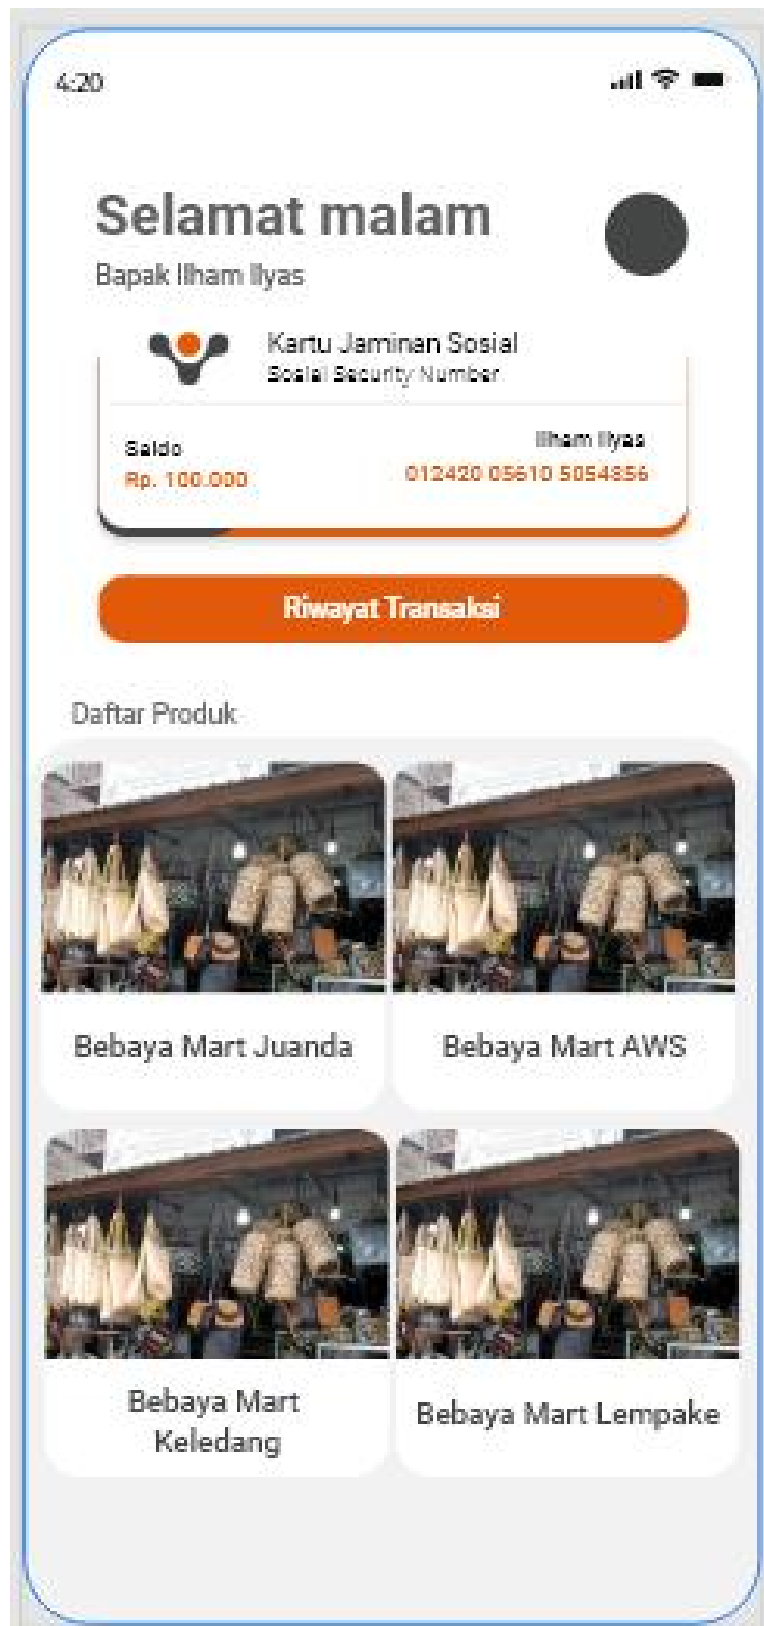 4:20
Selamat malam
Bapak Ilham Ilyas
Kartu Jaminan Sosial
Sosial Security Number
Saldo
Ilham Ilyas
Rp. 100.000
012420 05610 5054856
Riwayat Transaksi
Daftar Produk
Bebaya Mart Juanda
Bebaya Mart AWS
Bebaya Mart
Keledang
Bebaya Mart Lempake